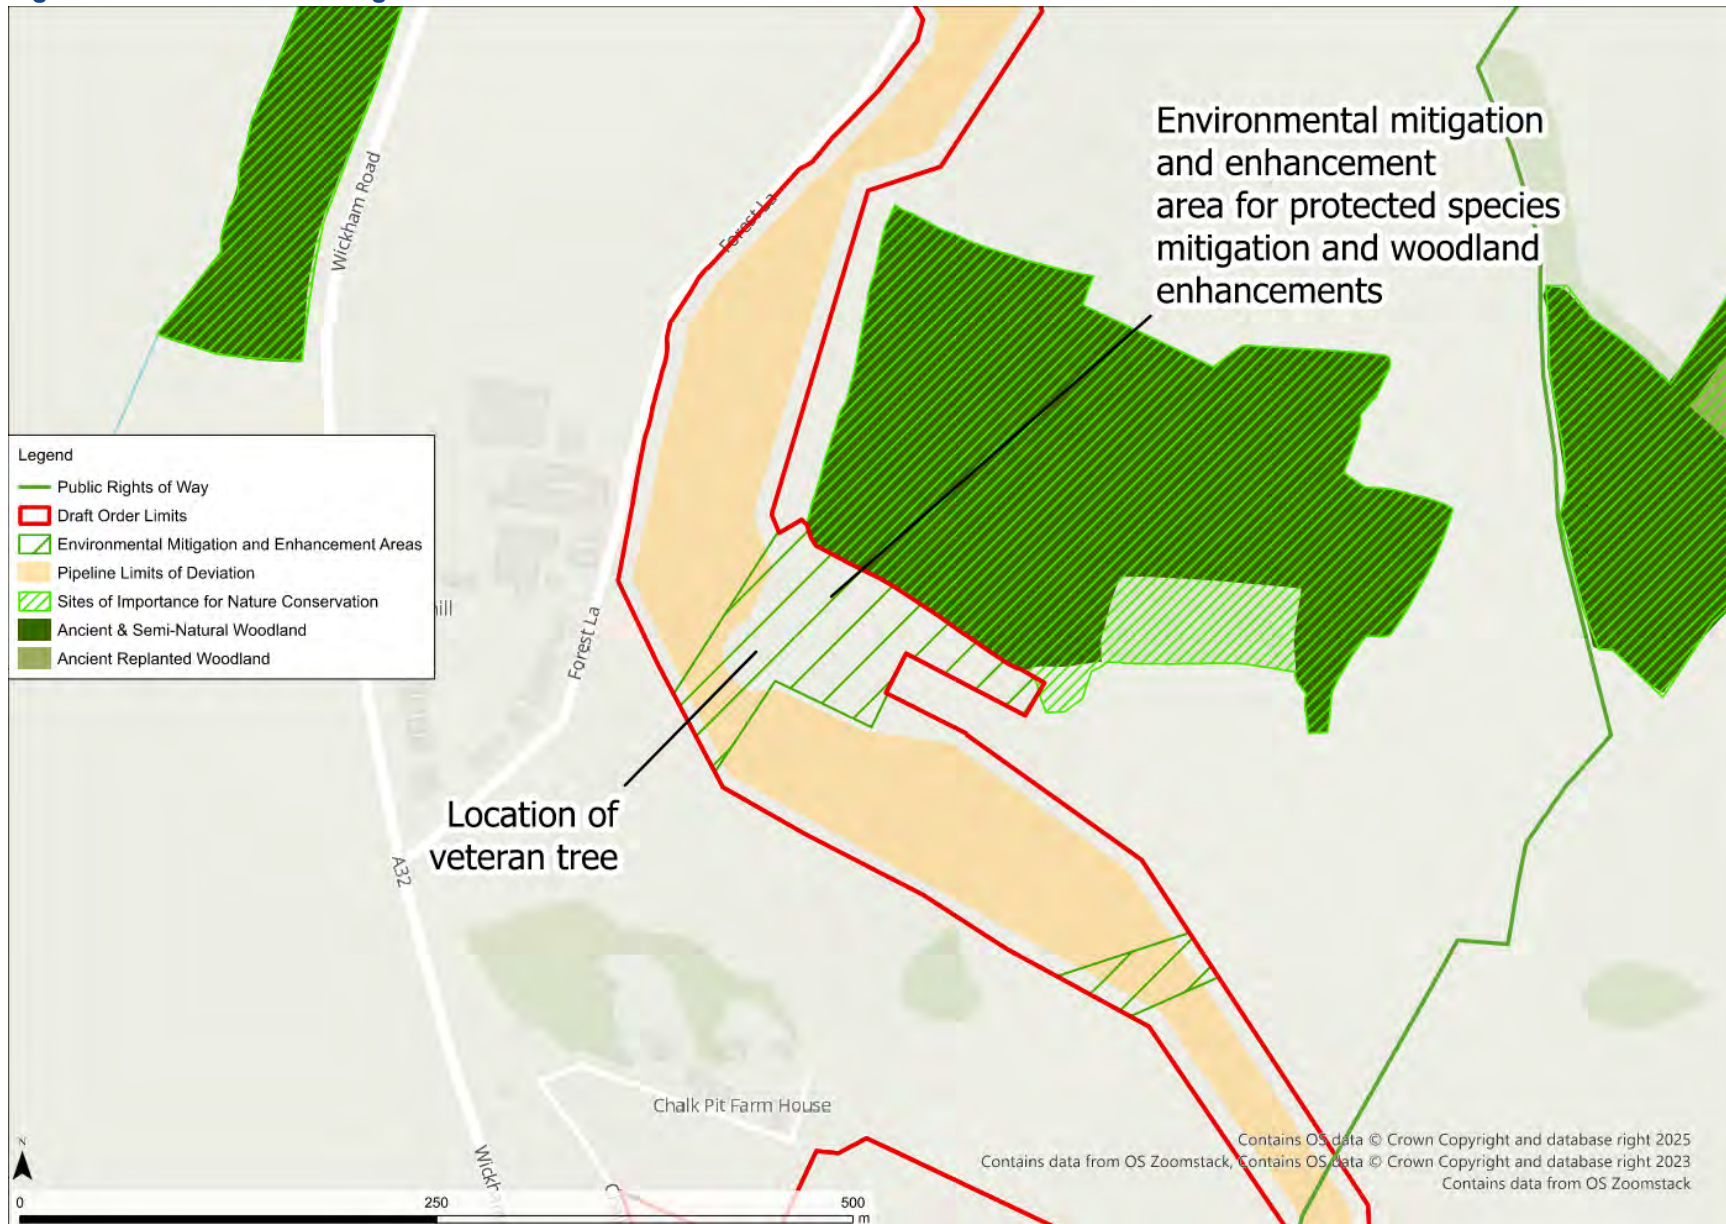 Environmental mitigation
and enhancement
area for protected species
mitigation and woodland
enhancements
Wickham Road
Forest La
Legend
Public Rights of Way
Draft Order Limits
Environmental Mitigation and Enhancement Areas
Pipeline Limits of Deviation
Sites of Importance for Nature Conservation
Ancient & Semi-Natural Woodland
Ancient Replanted Woodland
Forest La
Location of
veteran tree
A32
Chalk Pit Farm House
Contains OS data © Crown Copyright and database right 2025
Contains data from OS Zoomstack, Contains OS data © Crown Copyright and database right 2023
Contains data from OS Zoomstack
N
0 250 500
m